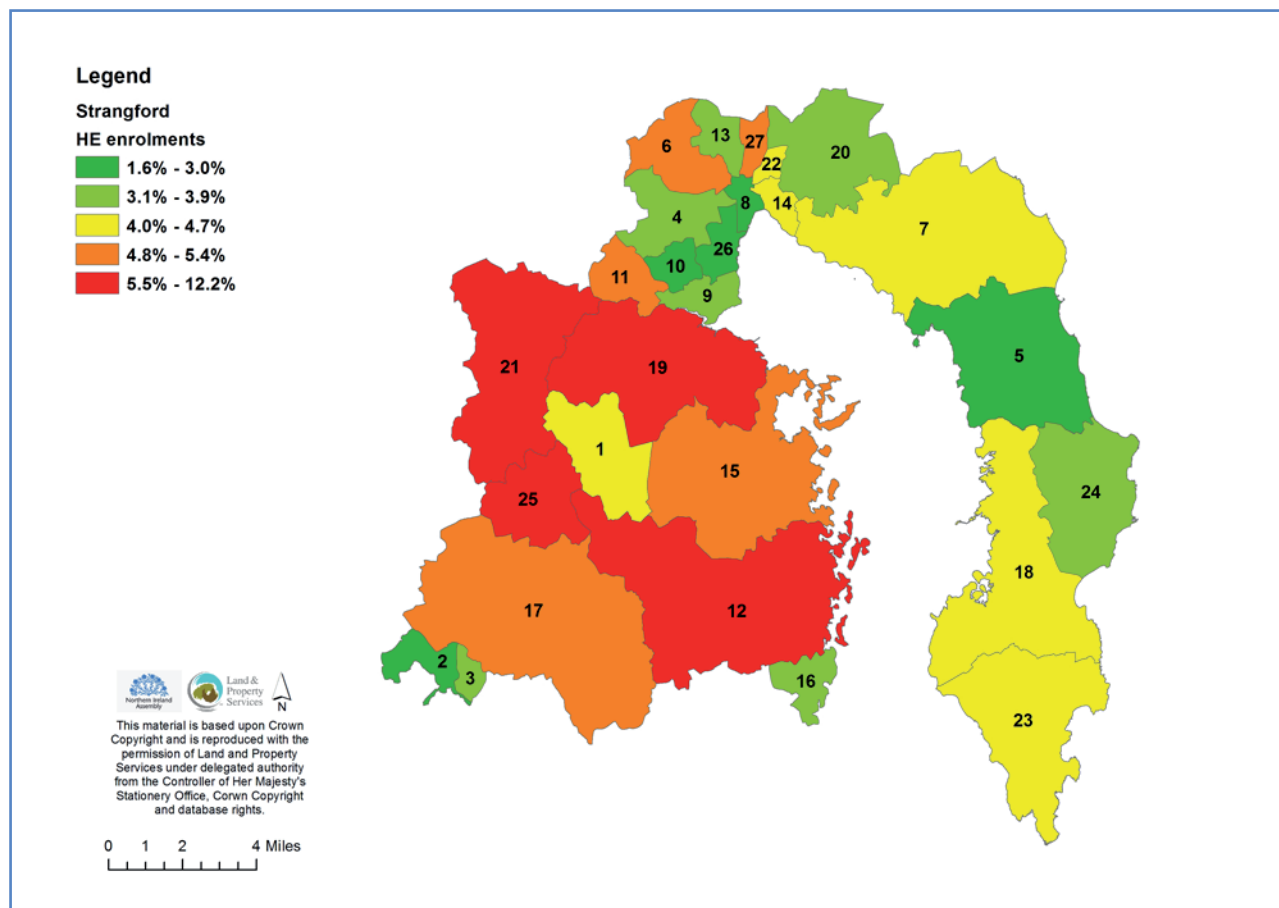 Legend
Strangford
HE enrolments
1.6% - 3.0%
3.1% - 3.9%
4.0% - 4.7%
4.8% - 5.4%
5.5% - 12.2%
6
13
27
20
22
8
14
4
7
26
10
11
9
5
21
19
1
15
24
25
18
17
12
2
3
16
23
Northern Ireland
Assembly
Land &
Property
Services
N
This material is based upon Crown
Copyright and is reproduced with the
permission of Land and Property
Services under delegated authority
from the Controller of Her Majesty's
Stationery Office, Corwn Copyright
and database rights.
0 1 2 4 Miles